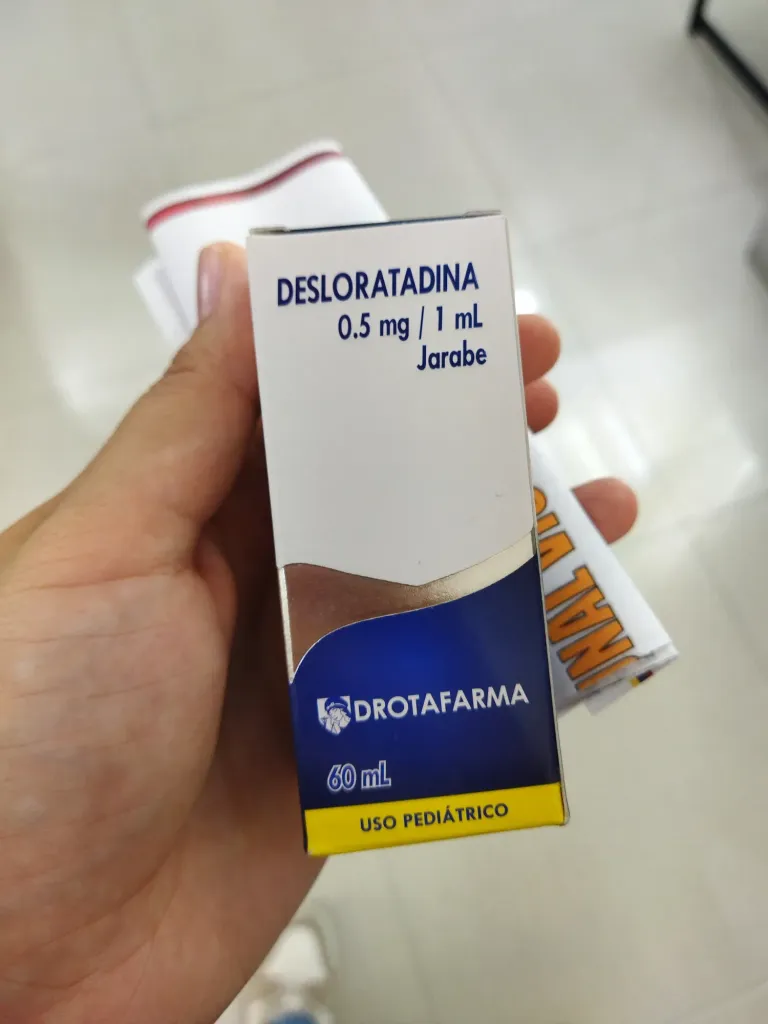 DESLORATADINA
0.5 mg / 1 mL
Jarabe
DROTAFARMA
60 mL
USO PEDIÁTRICO